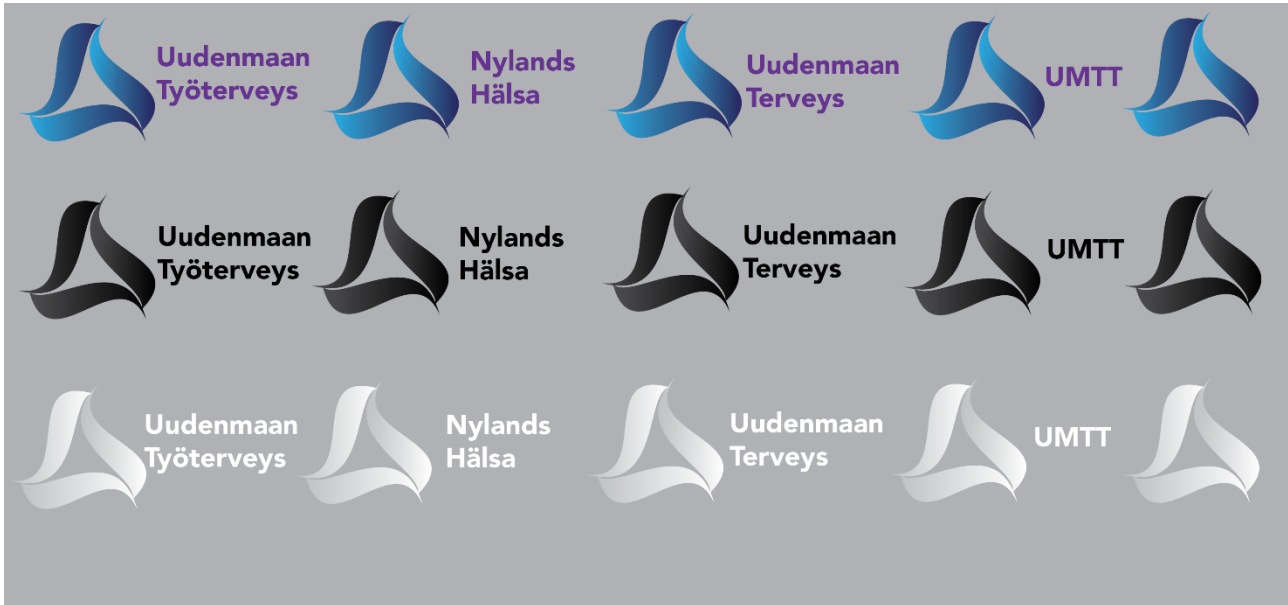 Uudenmaan
Työterveys
Nylands
Hälsa
Uudenmaan
Terveys
UMTT
Uudenmaan
Työterveys
Nylands
Hälsa
Uudenmaan
Terveys
UMTT
Uudenmaan
Työterveys
Nylands
Hälsa
Uudenmaan
Terveys
UMTT